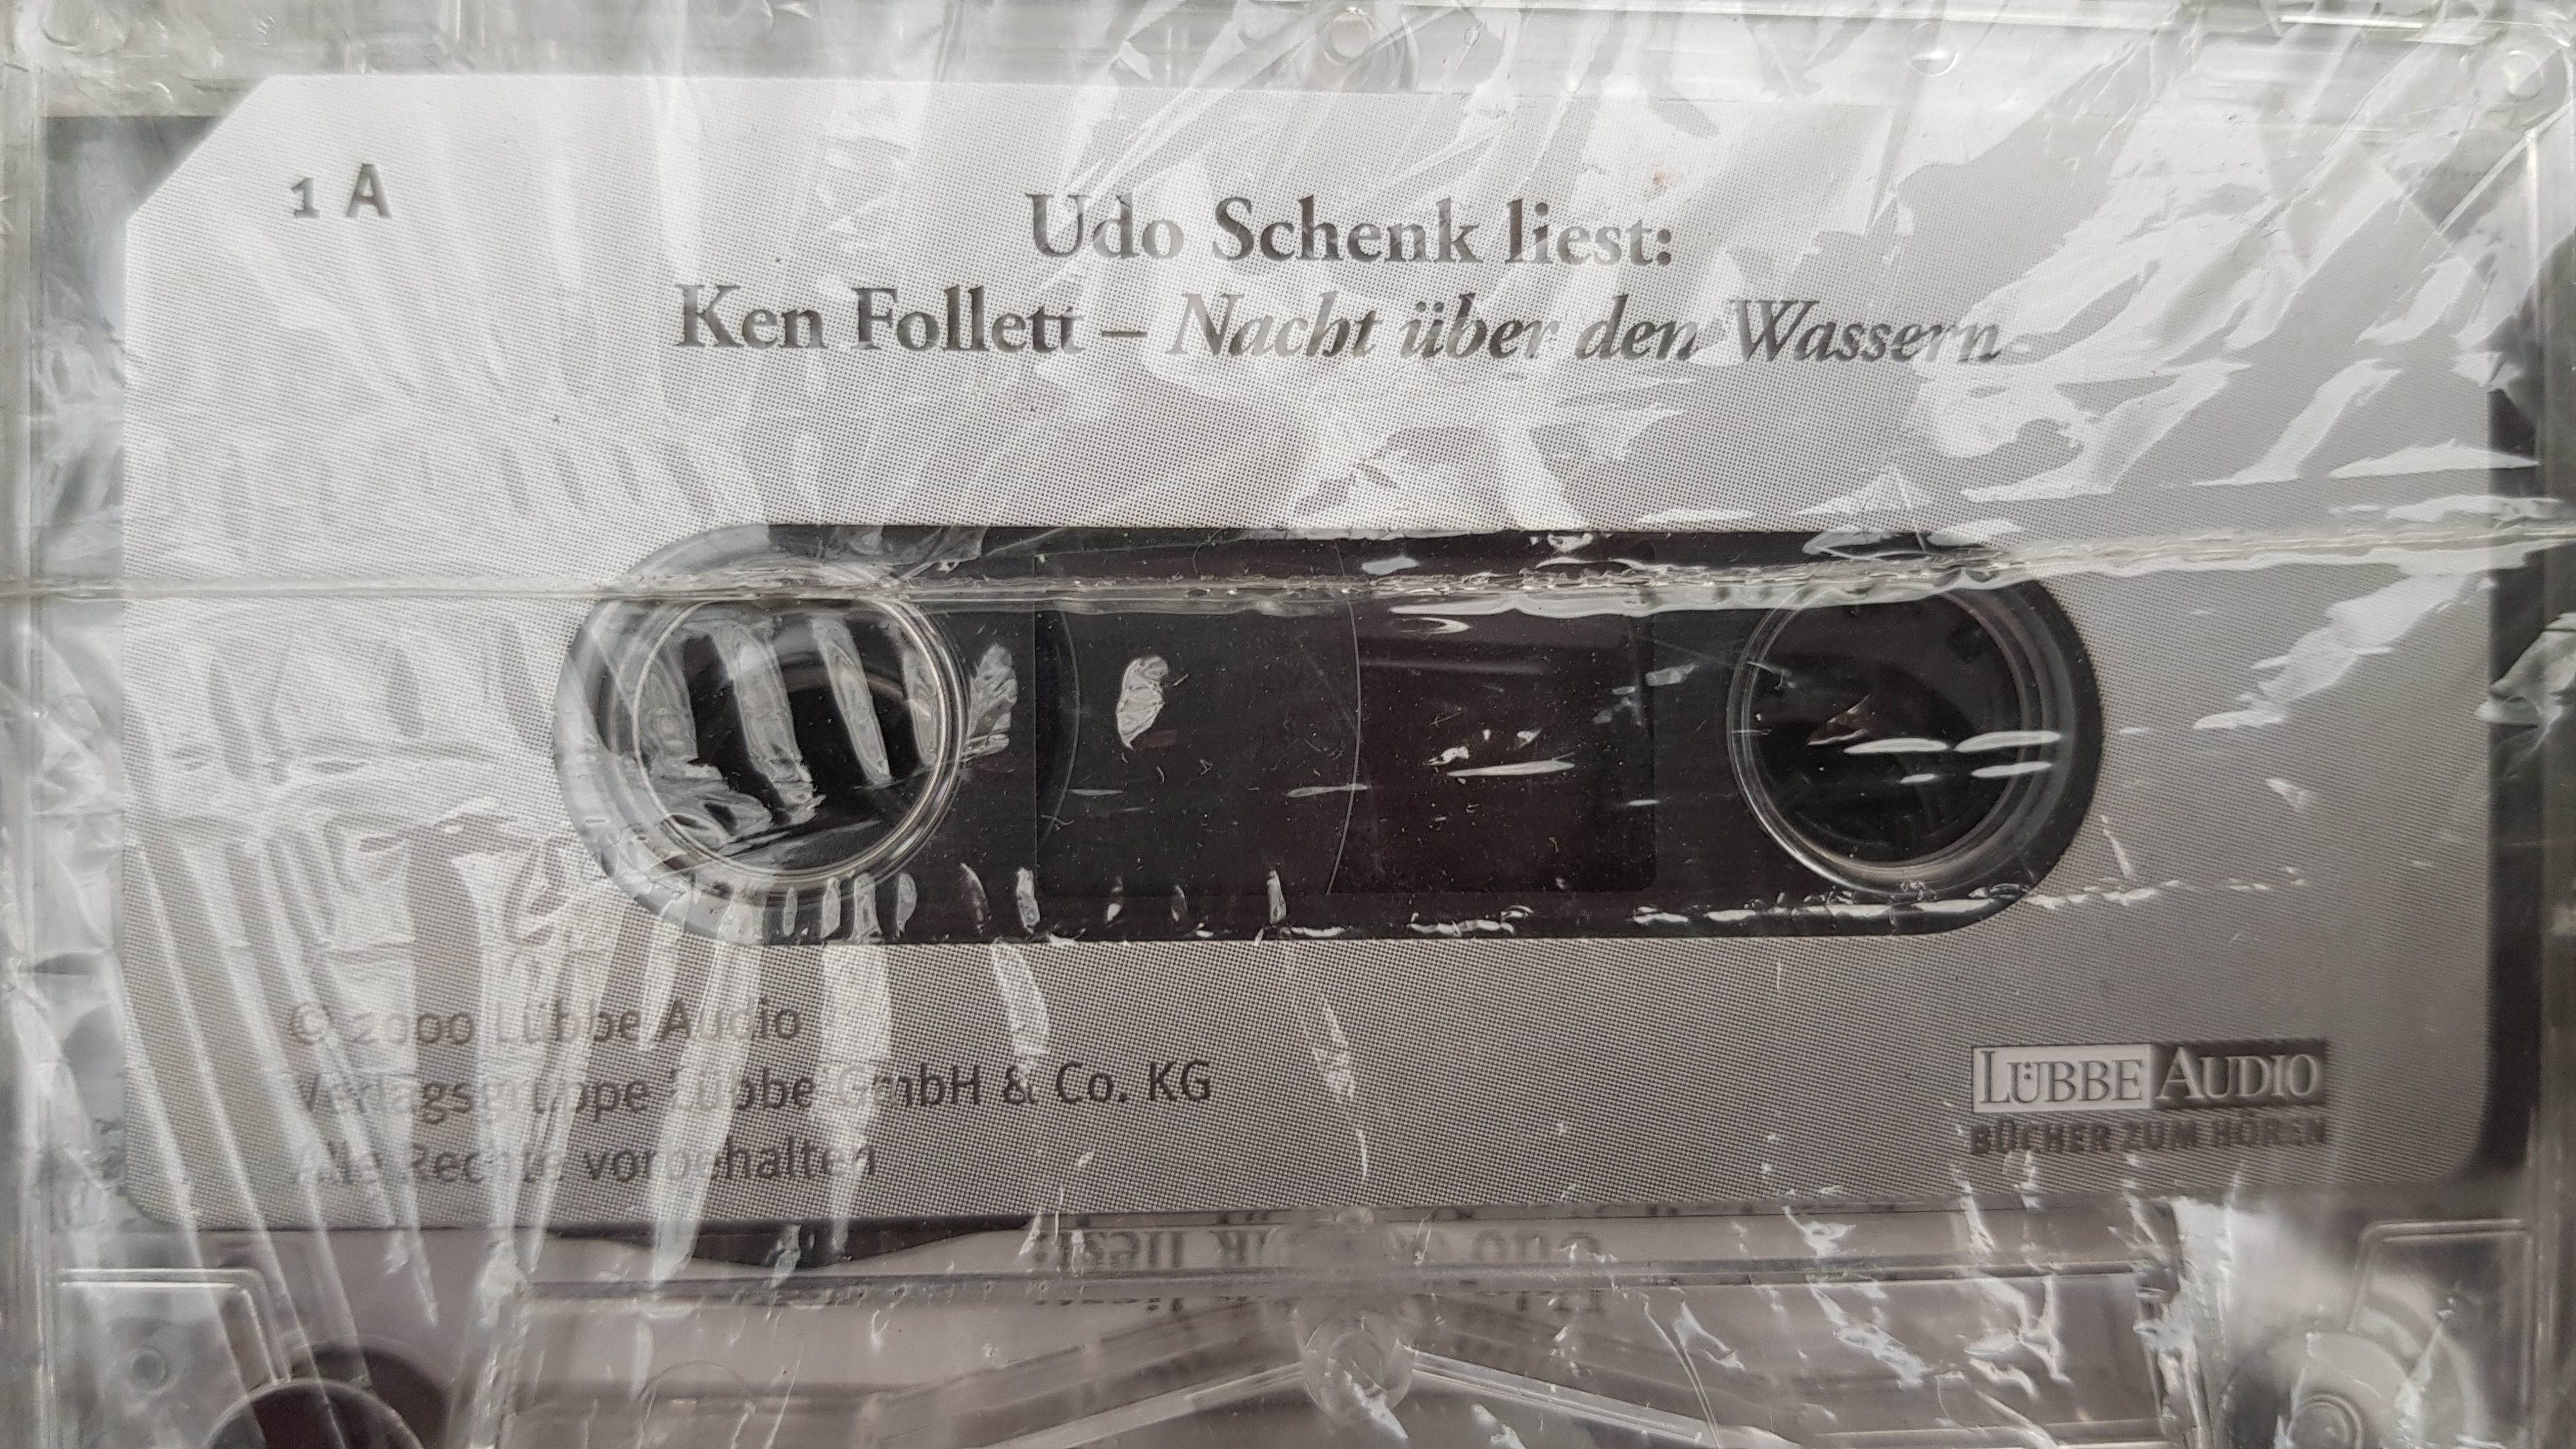 1 A
Udo Schenk liest:
Ken Follett – Nacht über den Wassern
© 2000 Lübbe Audio
Verlagsgruppe Lübbe GmbH & Co. KG
Alle Rechte vorbehalten
LÜBBE AUDIO
BÜCHER ZUM HÖREN